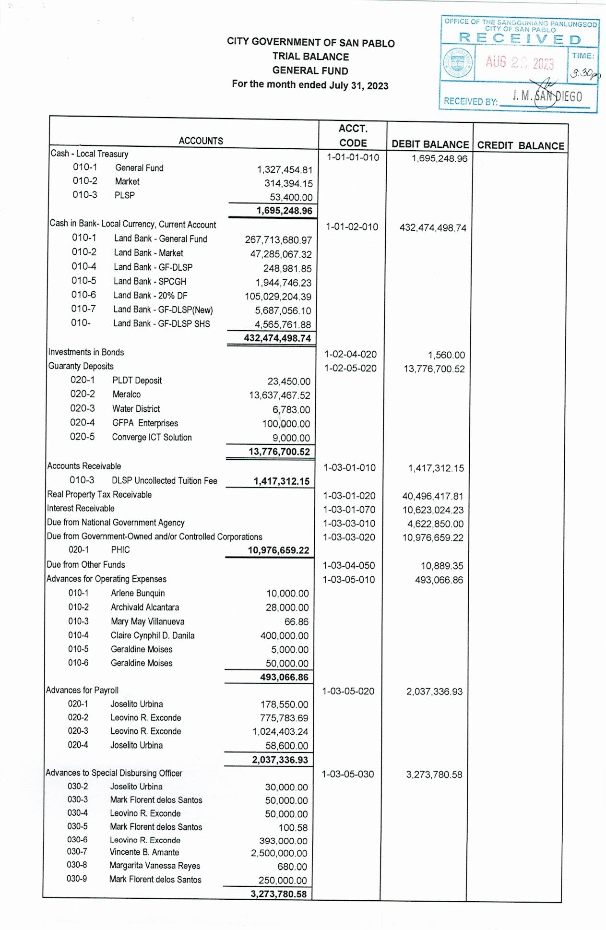 OFFICE OF THE SANGGUNIANG PANLUNGSOD
CITY OF SAN PABLO
RECEIVED
AUG 2 2023
TIME:
3:30pm
RECEIVED BY: J. M. SAN DIEGO
CITY GOVERNMENT OF SAN PABLO
TRIAL BALANCE
GENERAL FUND
For the month ended July 31, 2023
ACCOUNTS ACCT. CODE DEBIT BALANCE CREDIT BALANCE
Cash - Local Treasury 1-01-01-010 1,695,248.96
010-1 General Fund 1,327,454.81
010-2 Market 314,394.15
010-3 PLSP 53,400.00
1,695,248.96
Cash in Bank- Local Currency, Current Account 1-01-02-010 432,474,498.74
010-1 Land Bank - General Fund 267,713,680.97
010-2 Land Bank - Market 47,285,067.32
010-4 Land Bank - GF-DLSP 248,981.85
010-5 Land Bank - SPCGH 1,944,746.23
010-6 Land Bank - 20% DF 105,029,204.39
010-7 Land Bank - GF-DLSP(New) 5,687,056.10
010- Land Bank - GF-DLSP SHS 4,565,761.88
432,474,498.74
Investments in Bonds 1-02-04-020 1,560.00
Guaranty Deposits 1-02-05-020 13,776,700.52
020-1 PLDT Deposit 23,450.00
020-2 Meralco 13,637,467.52
020-3 Water District 6,783.00
020-4 GFPA Enterprises 100,000.00
020-5 Converge ICT Solution 9,000.00
13,776,700.52
Accounts Receivable 1-03-01-010 1,417,312.15
010-3 DLSP Uncollected Tuition Fee 1,417,312.15
Real Property Tax Receivable 1-03-01-020 40,496,417.81
Interest Receivable 1-03-01-070 10,623,024.23
Due from National Government Agency 1-03-03-010 4,622,850.00
Due from Government-Owned and/or Controlled Corporations 1-03-03-020 10,976,659.22
020-1 PHIC 10,976,659.22
Due from Other Funds 1-03-04-050 10,889.35
Advances for Operating Expenses 1-03-05-010 493,066.86
010-1 Arlene Bunquin 10,000.00
010-2 Archivald Alcantara 28,000.00
010-3 Mary May Villanueva 66.86
010-4 Claire Cynphil D. Danila 400,000.00
010-5 Geraldine Moises 5,000.00
010-6 Geraldine Moises 50,000.00
493,066.86
Advances for Payroll 1-03-05-020 2,037,336.93
020-1 Joselito Urbina 178,550.00
020-2 Leovino R. Exconde 775,783.69
020-3 Leovino R. Exconde 1,024,403.24
020-4 Joselito Urbina 58,600.00
2,037,336.93
Advances to Special Disbursing Officer 1-03-05-030 3,273,780.58
030-2 Joselito Urbina 30,000.00
030-3 Mark Florent delos Santos 50,000.00
030-4 Leovino R. Exconde 50,000.00
030-5 Mark Florent delos Santos 100.58
030-6 Leovino R. Exconde 393,000.00
030-7 Vincente B. Amante 2,500,000.00
030-8 Margarita Vanessa Reyes 680.00
030-9 Mark Florent delos Santos 250,000.00
3,273,780.58